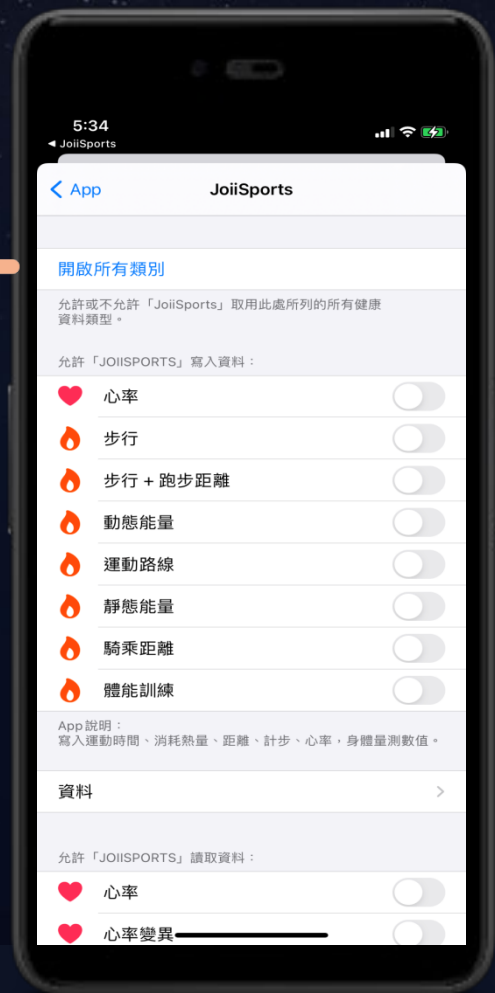 5:34
◀ JoiiSports
App
JoiiSports
開啟所有類別
允許或不允許「JoiiSports」取用此處所列的所有健康
資料類型。
允許「JOIISPORTS」寫入資料：
心率
步行
步行 + 跑步距離
動態能量
運動路線
靜態能量
騎乘距離
體能訓練
App 說明：
寫入運動時間、消耗熱量、距離、計步、心率，身體量測數值。
資料
允許「JOIISPORTS」讀取資料：
心率
心率變異